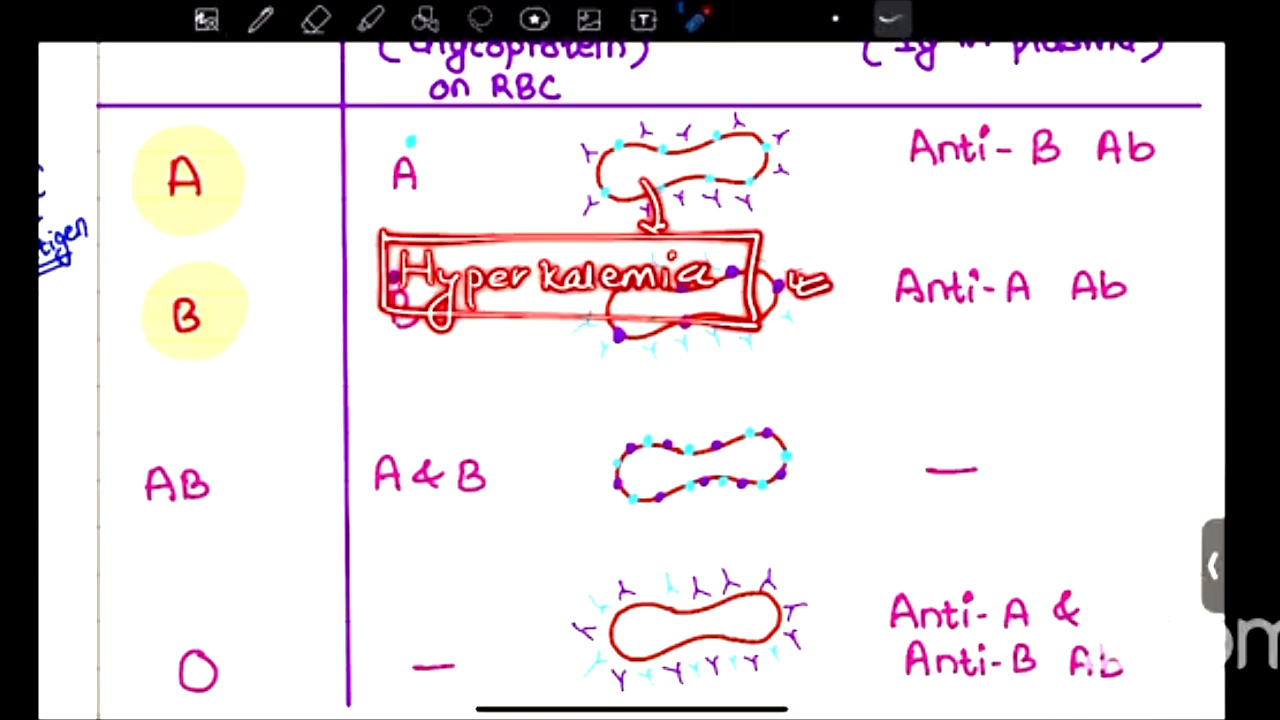 on RBC
A
A
Anti-B Ab
Hyperkalemia
B
B
Anti-A Ab
AB
A & B
—
O
—
Anti-A &
Anti-B Ab